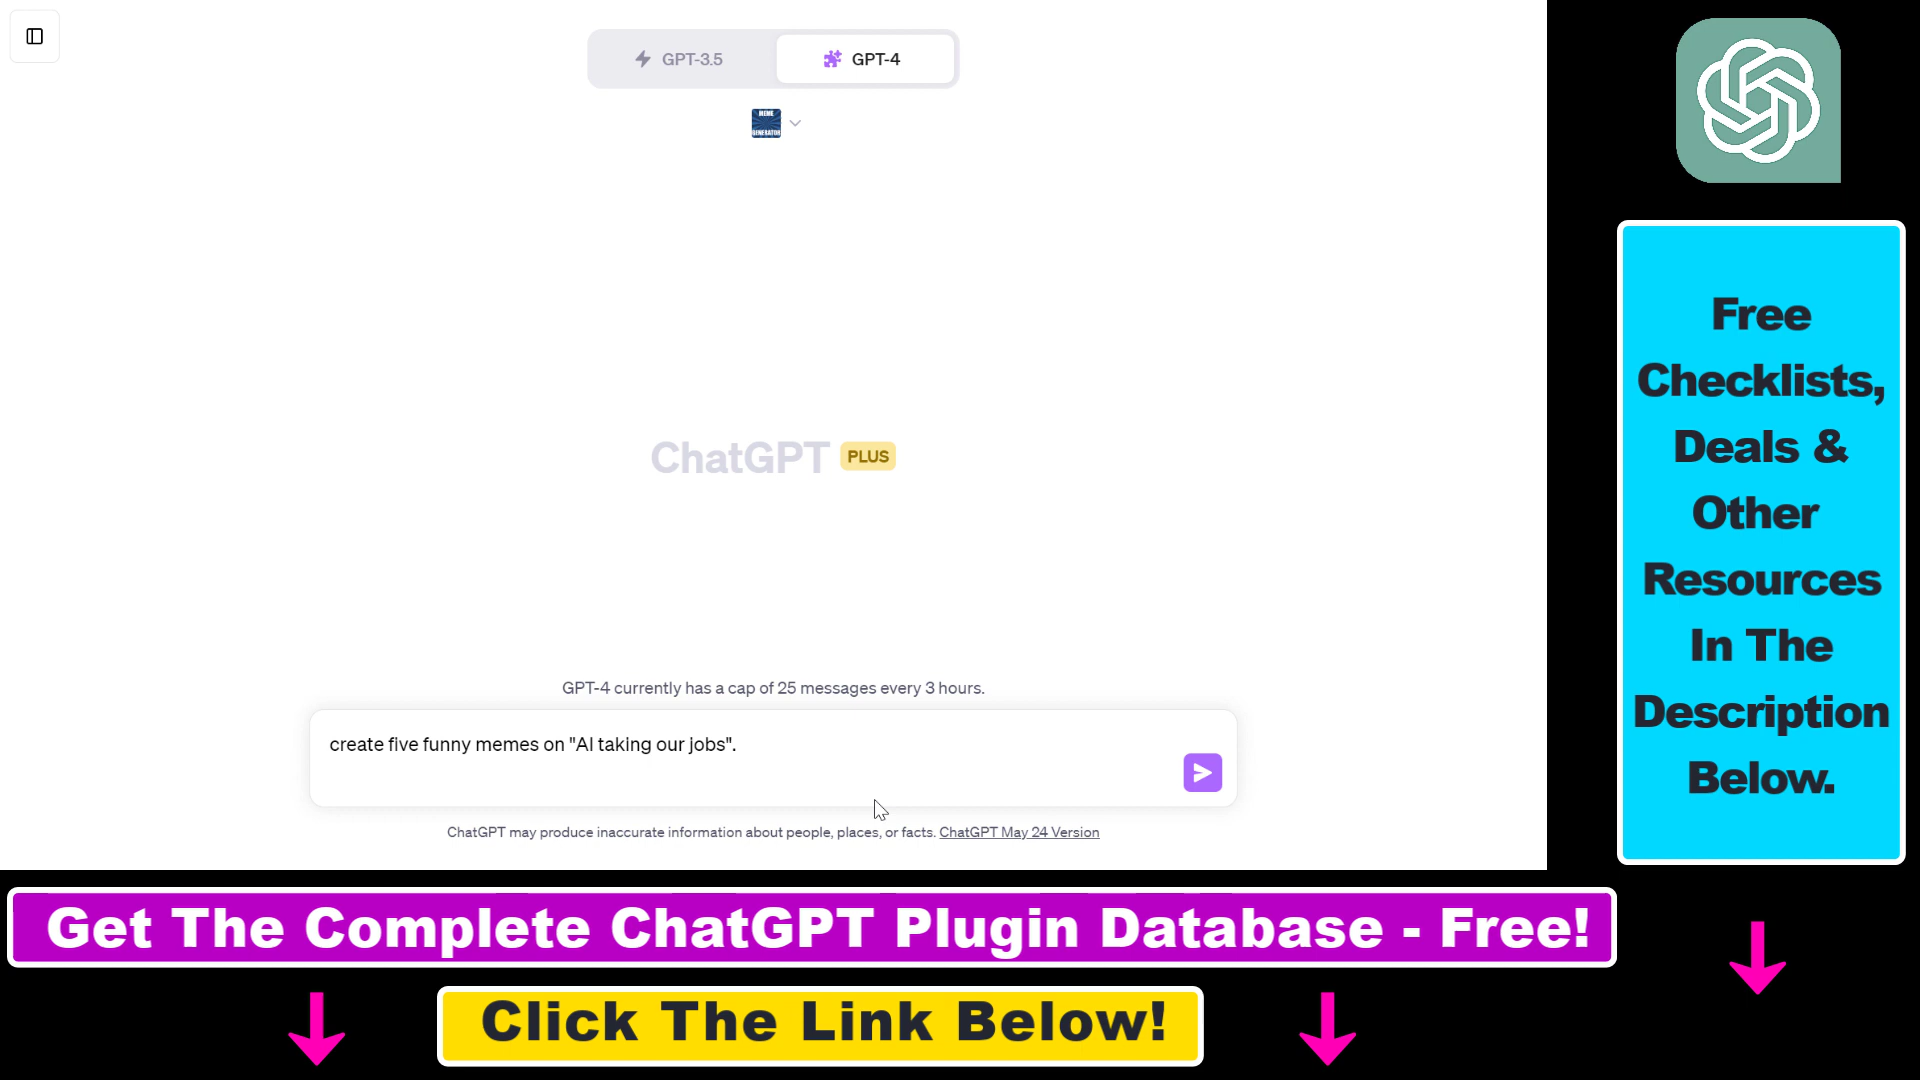 GPT-3.5
GPT-4
MEME
GENERATOR
ChatGPT PLUS
GPT-4 currently has a cap of 25 messages every 3 hours.
create five funny memes on "AI taking our jobs".
ChatGPT may produce inaccurate information about people, places, or facts. ChatGPT May 24 Version
Free
Checklists,
Deals &
Other
Resources
In The
Description
Below.
Get The Complete ChatGPT Plugin Database - Free!
Click The Link Below!